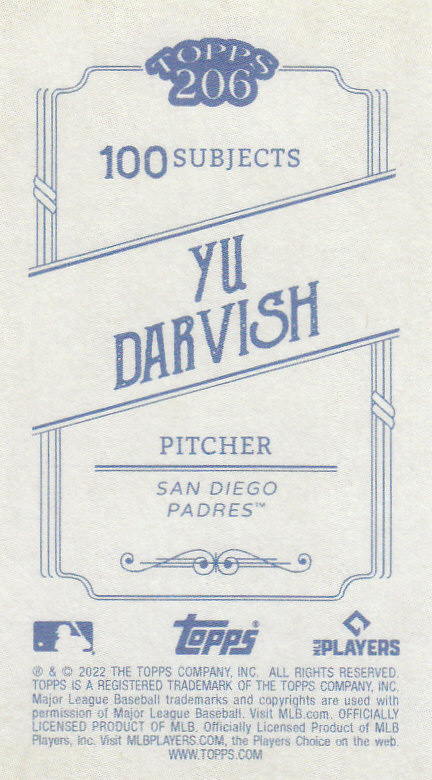 TOPPS
206
100 SUBJECTS
YU
DARVISH
PITCHER
SAN DIEGO
PADRES™
Topps®
MLB PLAYERS
® & © 2022 THE TOPPS COMPANY, INC. ALL RIGHTS RESERVED.
TOPPS IS A REGISTERED TRADEMARK OF THE TOPPS COMPANY, INC.
Major League Baseball trademarks and copyrights are used with
permission of Major League Baseball. Visit MLB.com. OFFICIALLY
LICENSED PRODUCT OF MLB. Officially Licensed Product of MLB
Players, Inc. Visit MLBPLAYERS.COM, the Players Choice on the web.
WWW.TOPPS.COM